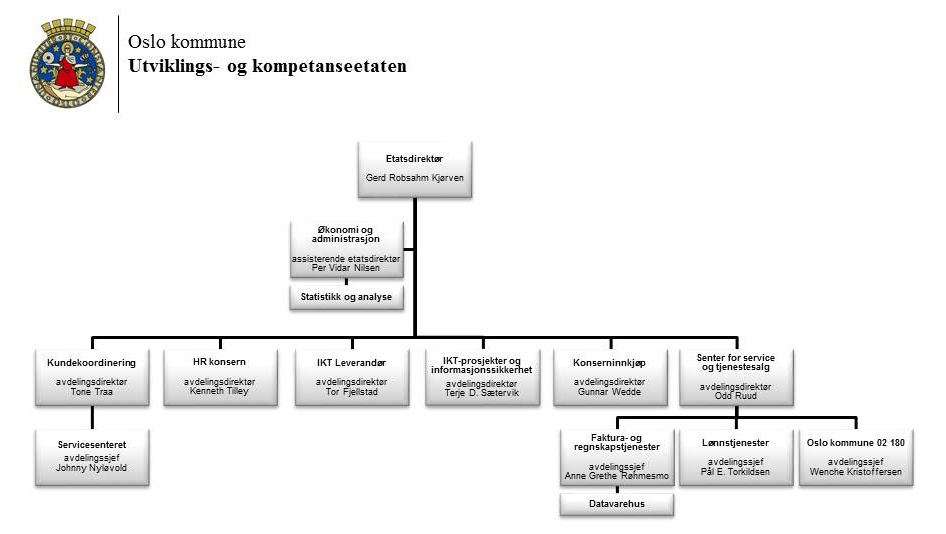 Oslo kommune
Utviklings- og kompetanseetaten
Etatsdirektør
Gerd Robsahm Kjørven
Økonomi og
administrasjon
assisterende etatsdirektør
Per Vidar Nilsen
Statistikk og analyse
Kundekoordinering
avdelingsdirektør
Tone Traa
HR konsern
avdelingsdirektør
Kenneth Tilley
IKT Leverandør
avdelingsdirektør
Tor Fjellstad
IKT-prosjekter og
informasjonssikkerhet
avdelingsdirektør
Terje D. Sætervik
Konserninnkjøp
avdelingsdirektør
Gunnar Wedde
Senter for service
og tjenestesalg
avdelingsdirektør
Odd Ruud
Servicesenteret
avdelingssjef
Johnny Nyløvold
Faktura- og
regnskapstjenester
avdelingssjef
Anne Grethe Røhmesmo
Datavarehus
Lønnstjenester
avdelingssjef
Pål E. Torkildsen
Oslo kommune 02 180
avdelingssjef
Wenche Kristoffersen